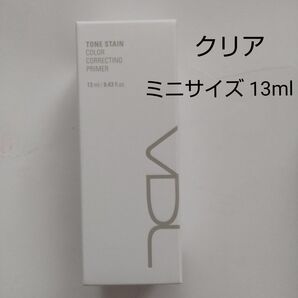 TONE STAIN
COLOR
CORRECTING
PRIMER
13 ml / 0.43 fl.oz.
VDL
クリア
ミニサイズ 13ml